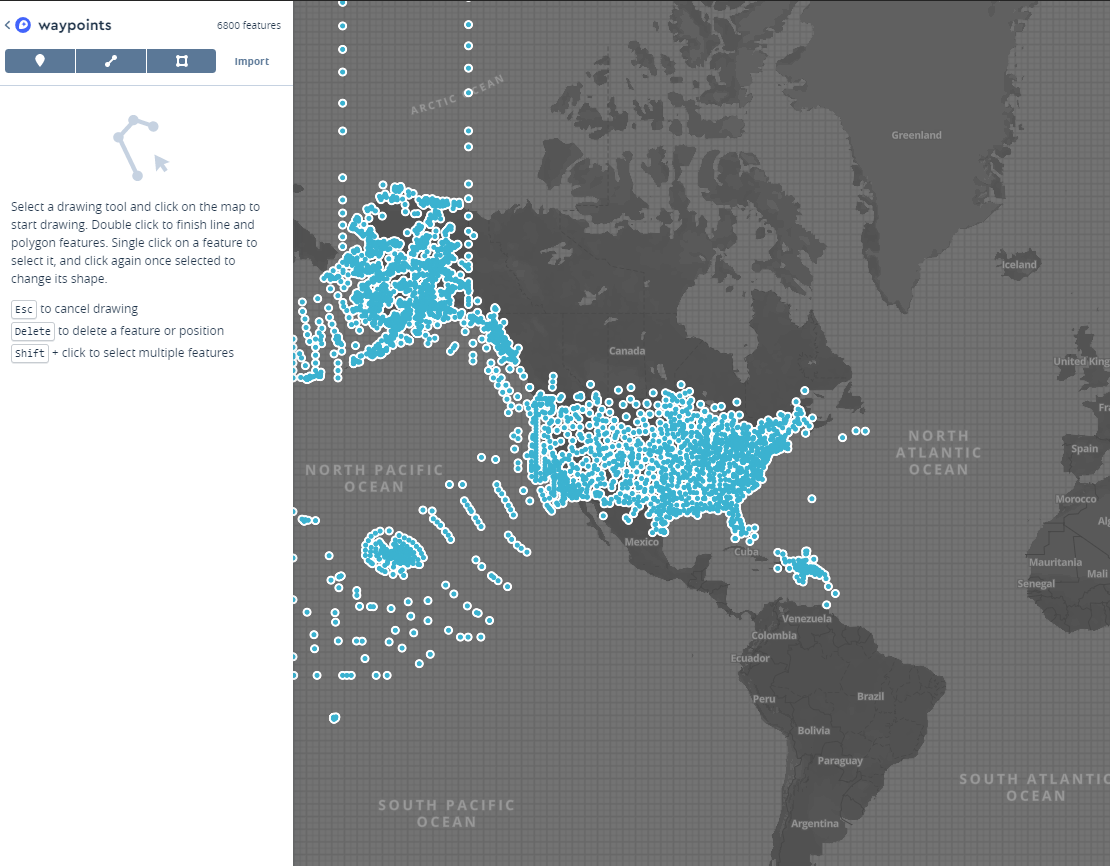 waypoints
6800 features
Import
Select a drawing tool and click on the map to
start drawing. Double click to finish line and
polygon features. Single click on a feature to
select it, and click again once selected to
change its shape.
Esc to cancel drawing
Delete to delete a feature or position
Shift + click to select multiple features
ARCTIC OCEAN
Greenland
Iceland
Canada
United King
Fr
NORTH
ATLANTIC
OCEAN
Spain
NORTH PACIFIC
OCEAN
Morocco
Al
Mexico
Cuba
Mauritania
Mali
Senegal
Venezuela
Colombia
Ecuador
Peru
Brazil
Bolivia
Paraguay
SOUTH ATLANTIC
OCEAN
SOUTH PACIFIC
OCEAN
Argentina